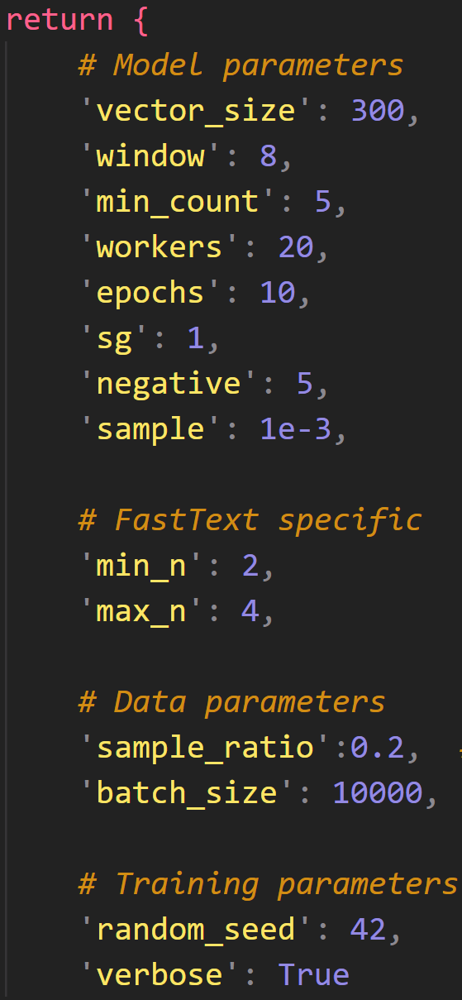 return {
# Model parameters
'vector_size': 300,
'window': 8,
'min_count': 5,
'workers': 20,
'epochs': 10,
'sg': 1,
'negative': 5,
'sample': 1e-3,
# FastText specific
'min_n': 2,
'max_n': 4,
# Data parameters
'sample_ratio':0.2,
'batch_size': 10000,
# Training parameters
'random_seed': 42,
'verbose': True